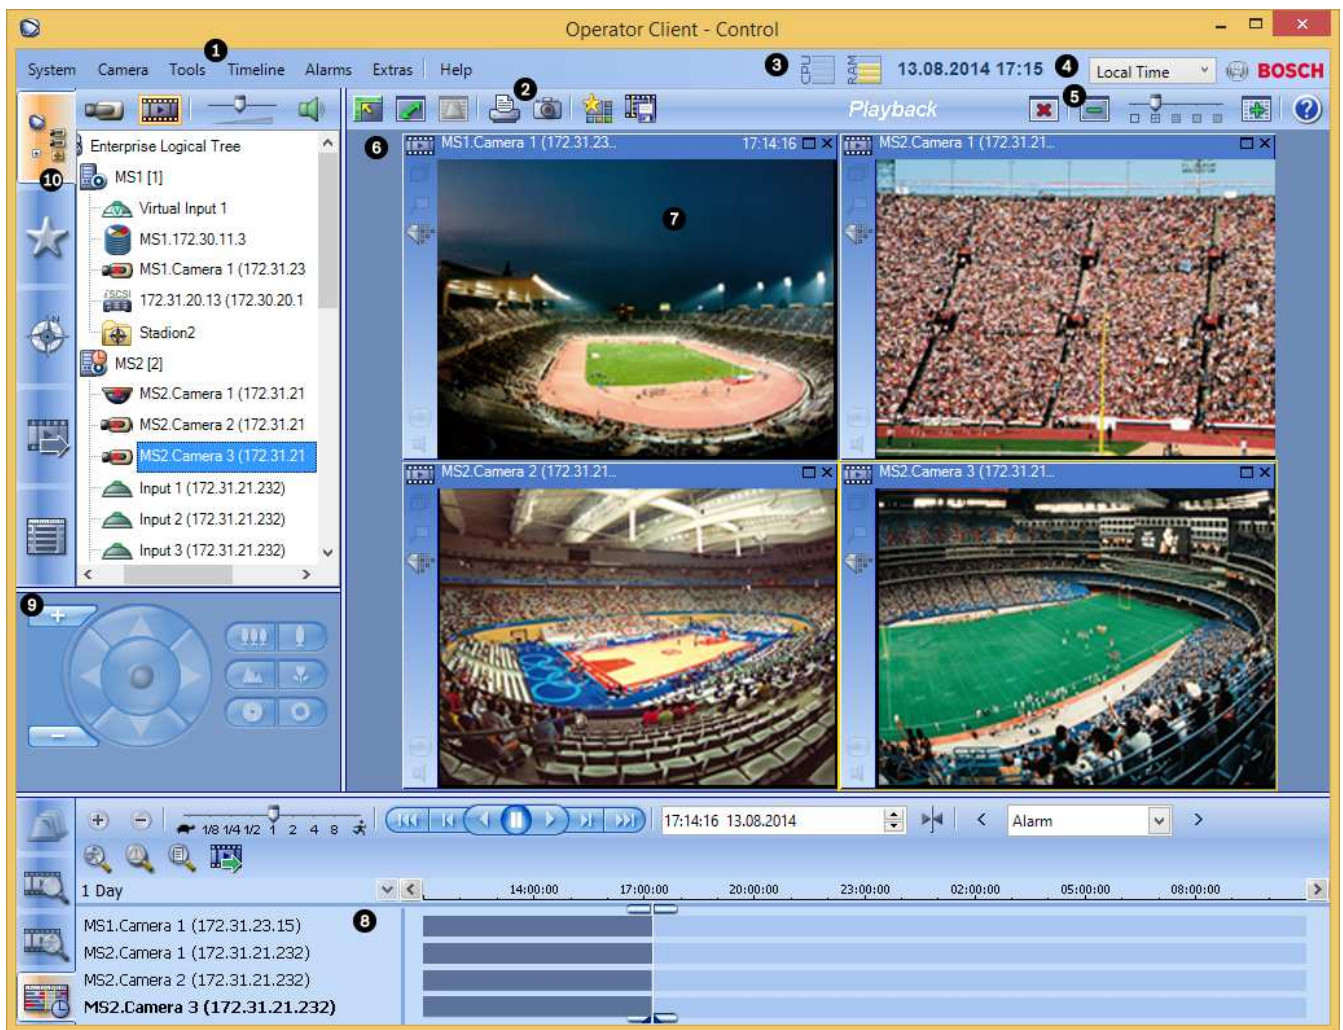 Operator Client - Control
1
System Camera Tools Timeline Alarms Extras Help
3
CPU
RAM
13.08.2014 17:15
4
Local Time
BOSCH
2
Playback
5
6
10
Enterprise Logical Tree
MS1 [1]
Virtual Input 1
MS1.172.30.11.3
MS1.Camera 1 (172.31.23
iSCSI
172.31.20.13 (172.30.20.1
Stadion2
MS2 [2]
MS2.Camera 1 (172.31.21
MS2.Camera 2 (172.31.21
MS2.Camera 3 (172.31.21
Input 1 (172.31.21.232)
Input 2 (172.31.21.232)
Input 3 (172.31.21.232)
N
MS1.Camera 1 (172.31.23... 17:14:16
7
MS2.Camera 1 (172.31.21...
MS2.Camera 2 (172.31.21...
MS2.Camera 3 (172.31.21...
9
1/8 1/4 1/2 1 2 4 8
17:14:16 13.08.2014
Alarm
1 Day
14:00:00 17:00:00 20:00:00 23:00:00 02:00:00 05:00:00 08:00:00
8
MS1.Camera 1 (172.31.23.15)
MS2.Camera 1 (172.31.21.232)
MS2.Camera 2 (172.31.21.232)
MS2.Camera 3 (172.31.21.232)